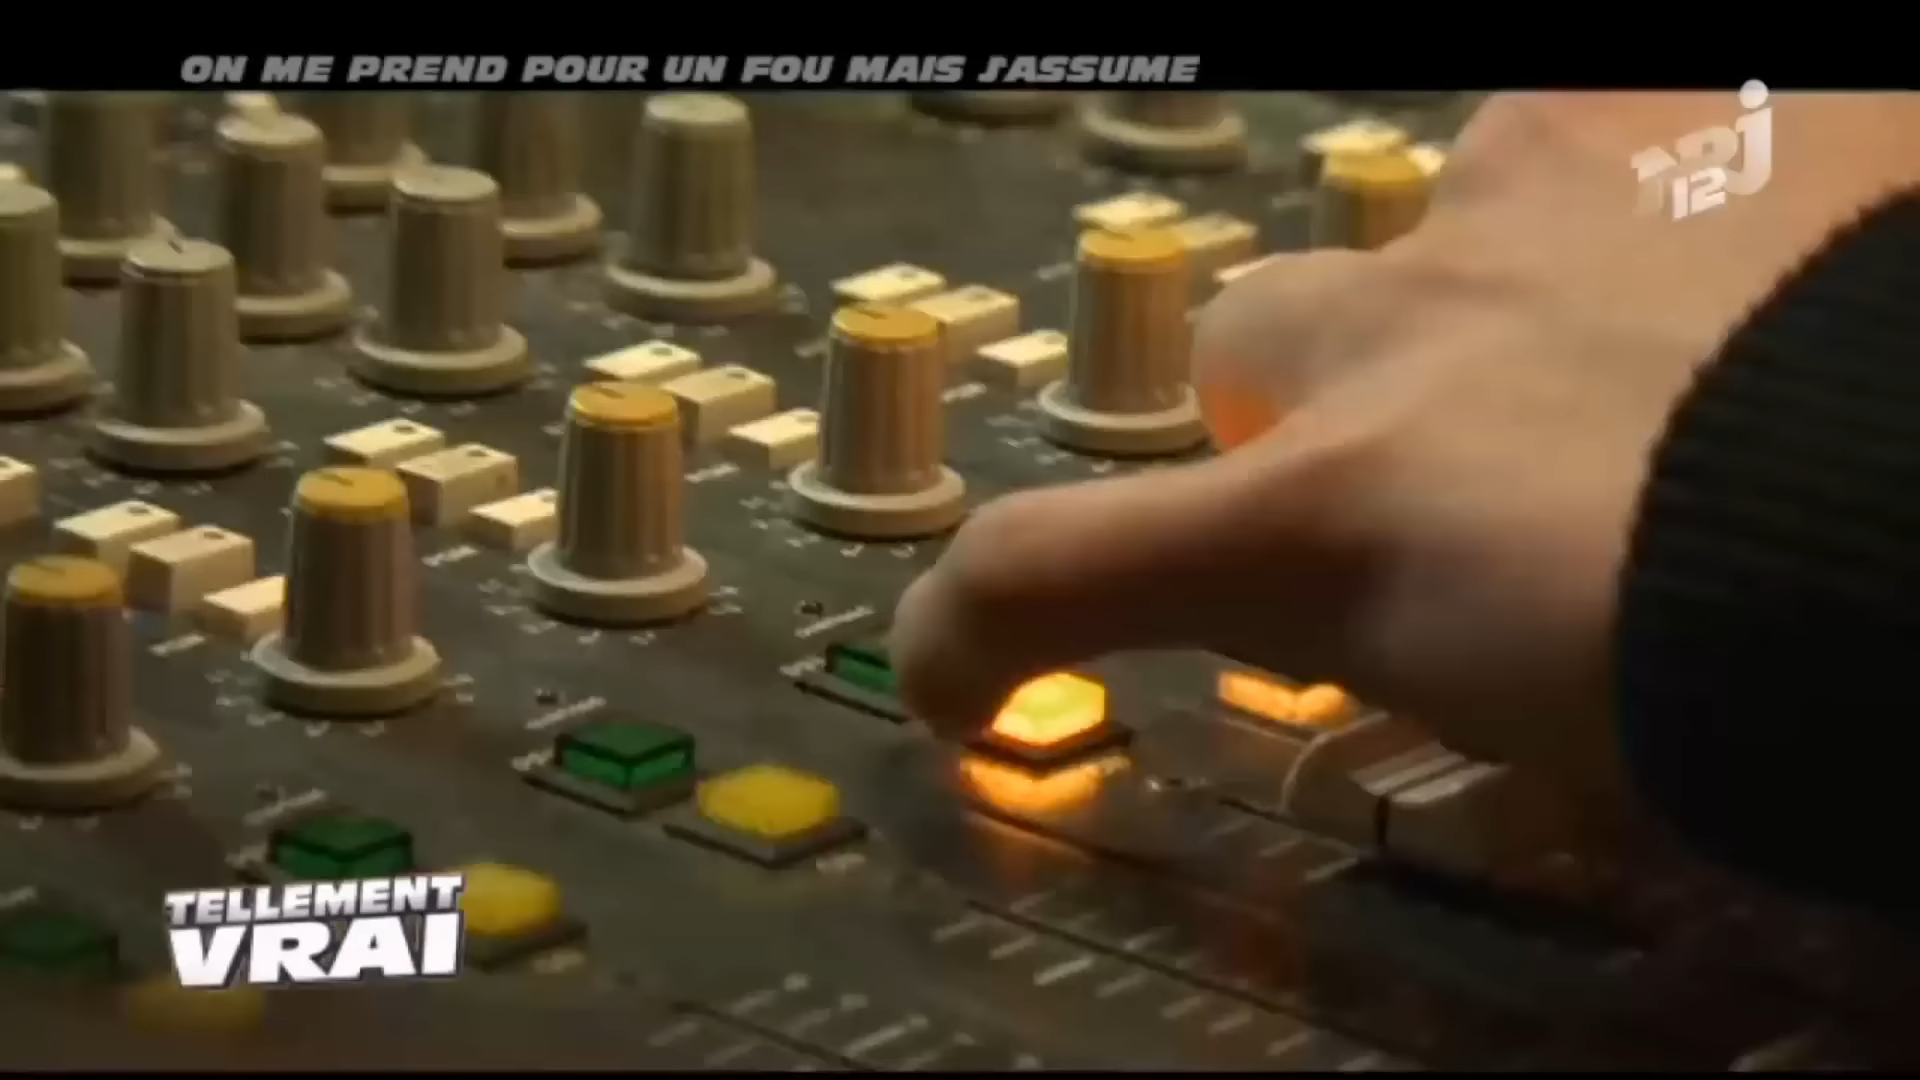 ON ME PREND POUR UN FOU MAIS J'ASSUME
NRJ
12
TELLEMENT
VRAI